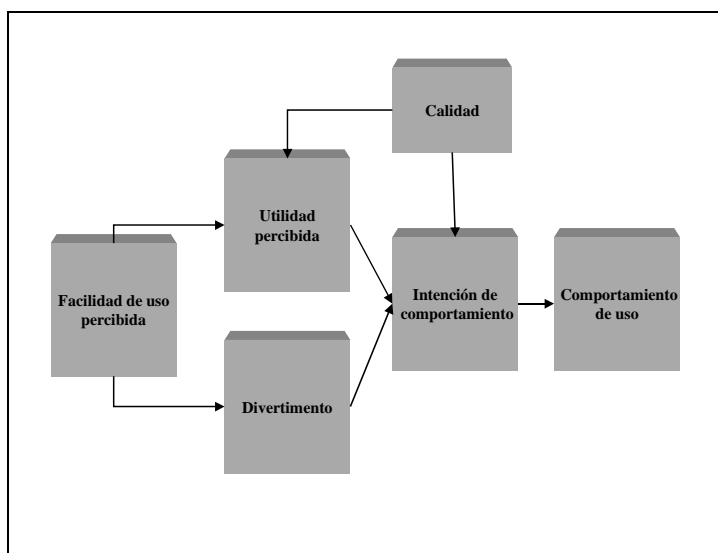 Calidad
Utilidad
percibida
Facilidad de uso
percibida
Intención de
comportamiento
Comportamiento
de uso
Divertimento